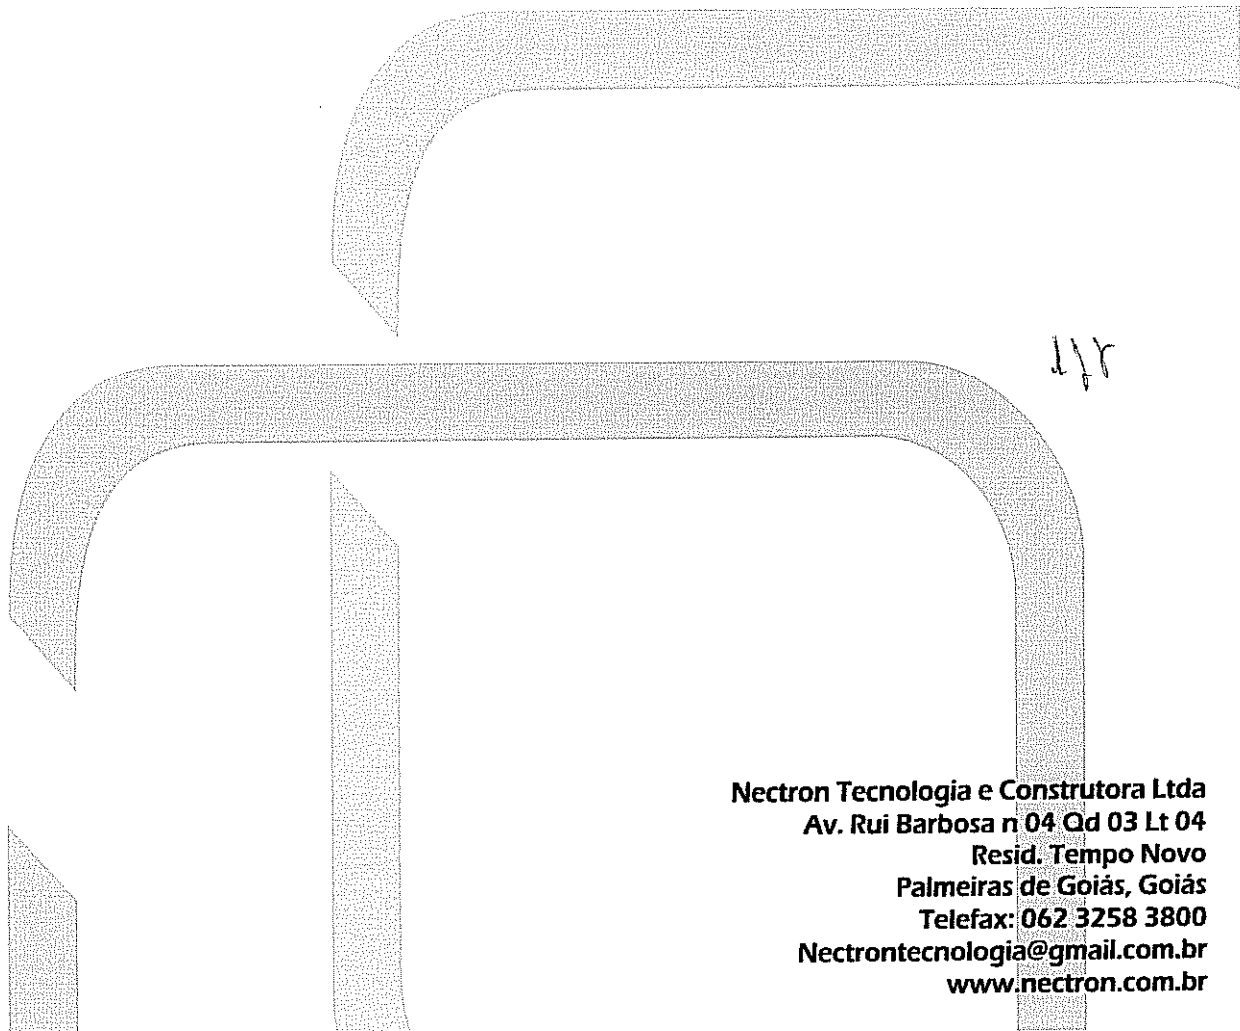 Nectron Tecnologia e Construtora Ltda
Av. Rui Barbosa n 04 Qd 03 Lt 04
Resid. Tempo Novo
Palmeiras de Goiás, Goiás
Telefax: 062 3258 3800
Nectrontecnologia@gmail.com.br
www.nectron.com.br